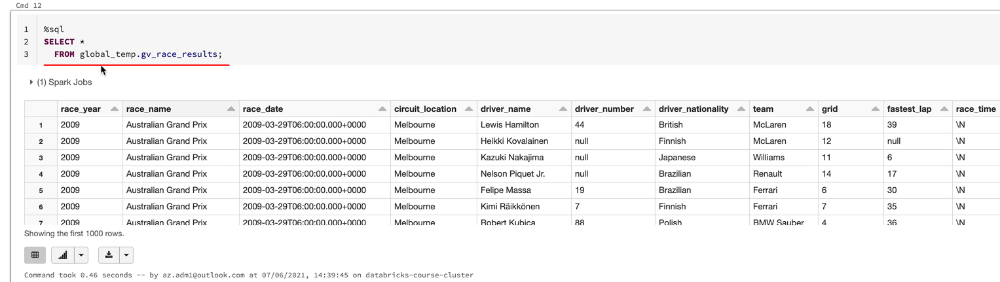 Cmd 12
1 %sql
2 SELECT *
3 FROM global_temp.gv_race_results;
(1) Spark Jobs
race_year race_name race_date circuit_location driver_name driver_number driver_nationality team grid fastest_lap race_time
1 2009 Australian Grand Prix 2009-03-29T06:00:00.000+0000 Melbourne Lewis Hamilton 44 British McLaren 18 39 \N
2 2009 Australian Grand Prix 2009-03-29T06:00:00.000+0000 Melbourne Heikki Kovalainen null Finnish McLaren 12 null \N
3 2009 Australian Grand Prix 2009-03-29T06:00:00.000+0000 Melbourne Kazuki Nakajima null Japanese Williams 11 6 \N
4 2009 Australian Grand Prix 2009-03-29T06:00:00.000+0000 Melbourne Nelson Piquet Jr. null Brazilian Renault 14 17 \N
5 2009 Australian Grand Prix 2009-03-29T06:00:00.000+0000 Melbourne Felipe Massa 19 Brazilian Ferrari 6 30 \N
6 2009 Australian Grand Prix 2009-03-29T06:00:00.000+0000 Melbourne Kimi Räikkönen 7 Finnish Ferrari 7 35 \N
7 2009 Australian Grand Prix 2009-03-29T06:00:00.000+0000 Melbourne Robert Kubica 88 Polish BMW Sauber 4 36 \N
Showing the first 1000 rows.
Command took 0.46 seconds -- by az.adm1@outlook.com at 07/06/2021, 14:39:45 on databricks-course-cluster